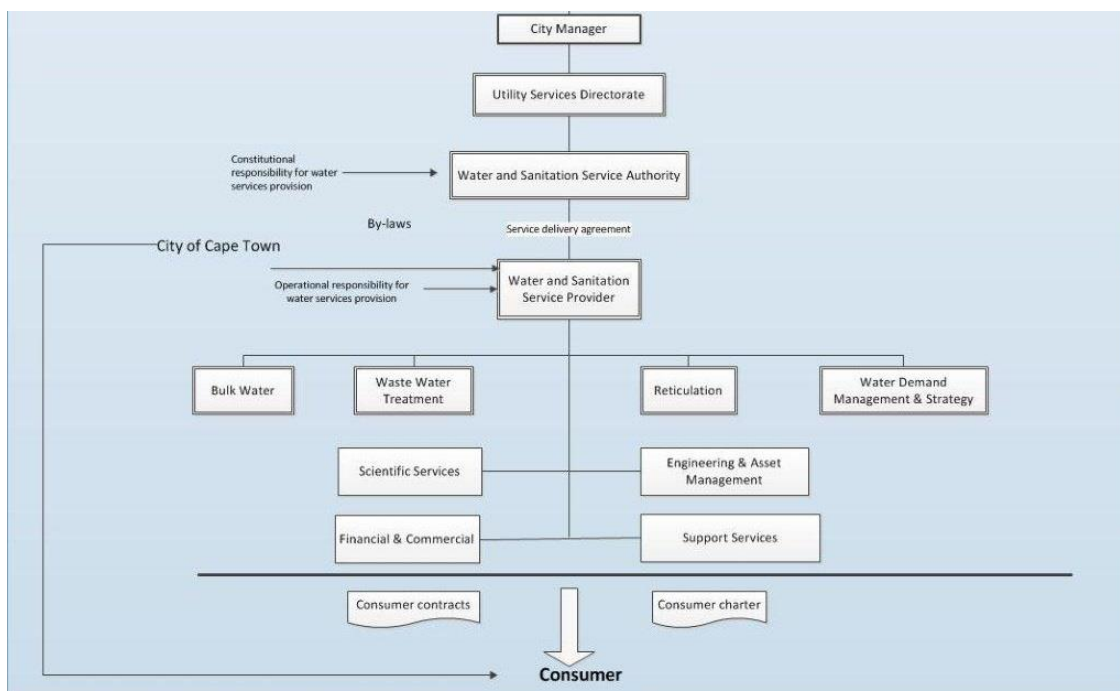 City Manager
Utility Services Directorate
Constitutional
responsibility for water
services provision
Water and Sanitation Service Authority
By-laws
Service delivery agreement
City of Cape Town
Water and Sanitation
Service Provider
Operational responsibility for
water services provision
Bulk Water
Waste Water
Treatment
Reticulation
Water Demand
Management & Strategy
Scientific Services
Engineering & Asset
Management
Financial & Commercial
Support Services
Consumer contracts
Consumer charter
Consumer